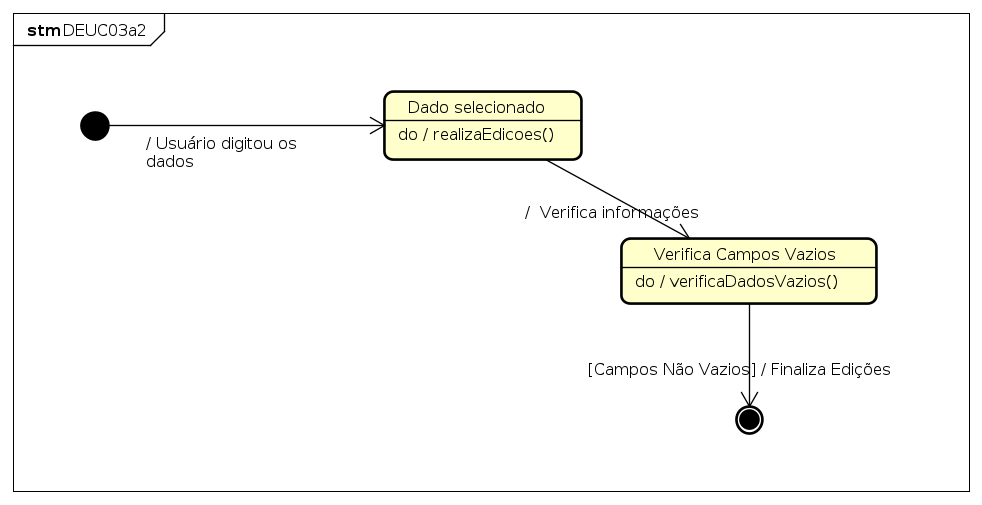 stm DEUC03a2
Dado selecionado
do / realizaEdicoes()
/ Usuário digitou os
dados
/  Verifica informações
Verifica Campos Vazios
do / verificaDadosVazios()
[Campos Não Vazios] / Finaliza Edições